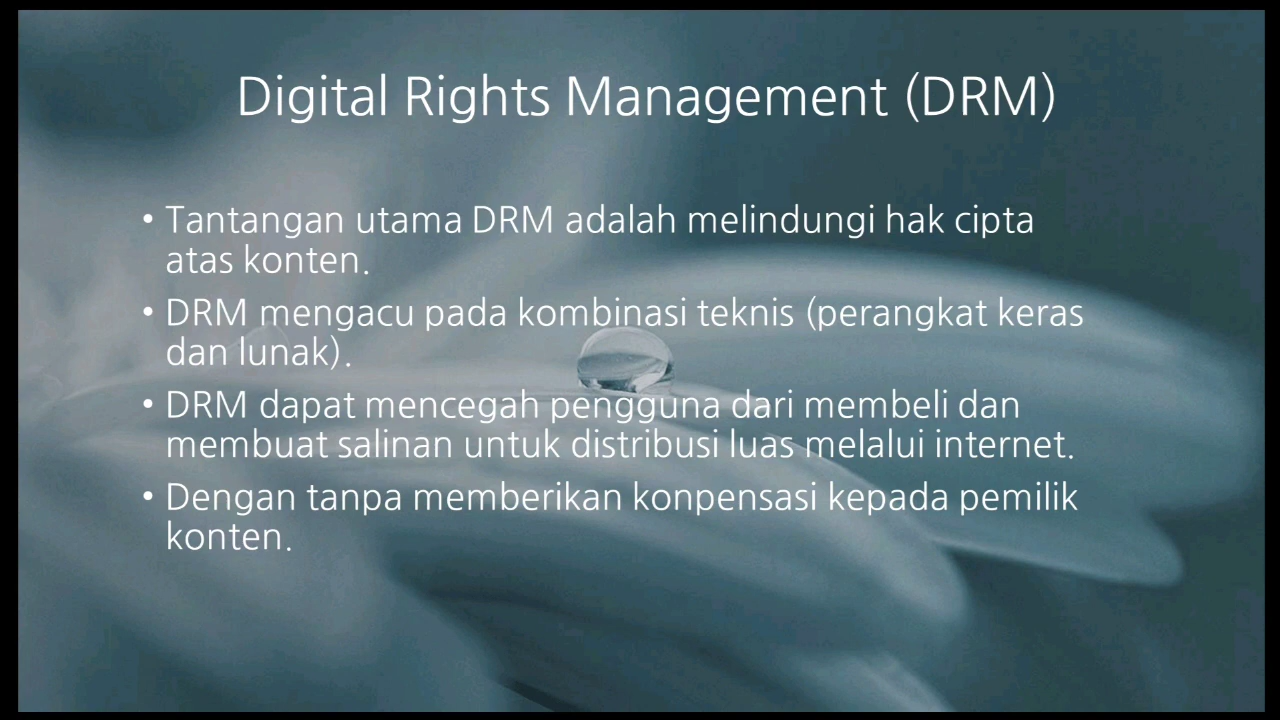 Digital Rights Management (DRM)
• Tantangan utama DRM adalah melindungi hak cipta
atas konten.
• DRM mengacu pada kombinasi teknis (perangkat keras
dan lunak).
• DRM dapat mencegah pengguna dari membeli dan
membuat salinan untuk distribusi luas melalui internet.
• Dengan tanpa memberikan konpensasi kepada pemilik
konten.